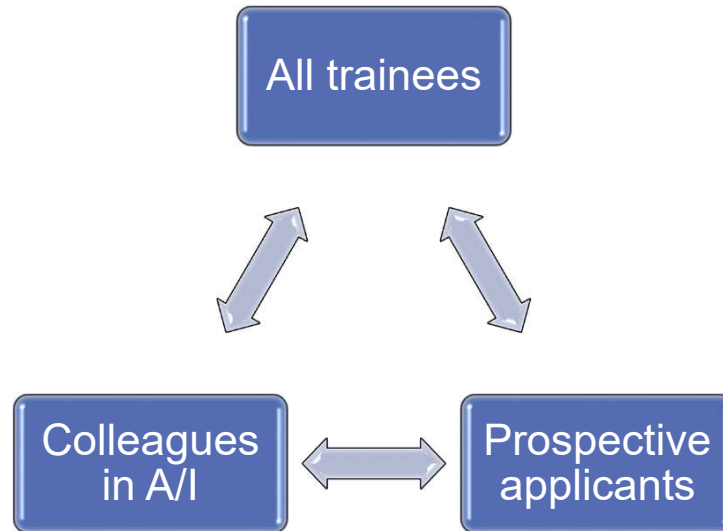 All trainees
Colleagues
in A/I
Prospective
applicants